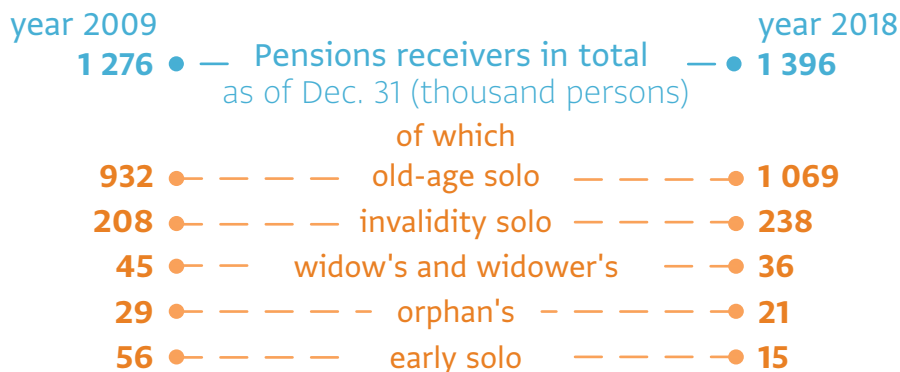 year 2009 year 2018
1 276 Pensions receivers in total 1 396
as of Dec. 31 (thousand persons)
of which
932 old-age solo 1 069
208 invalidity solo 238
45 widow's and widower's 36
29 orphan's 21
56 early solo 15